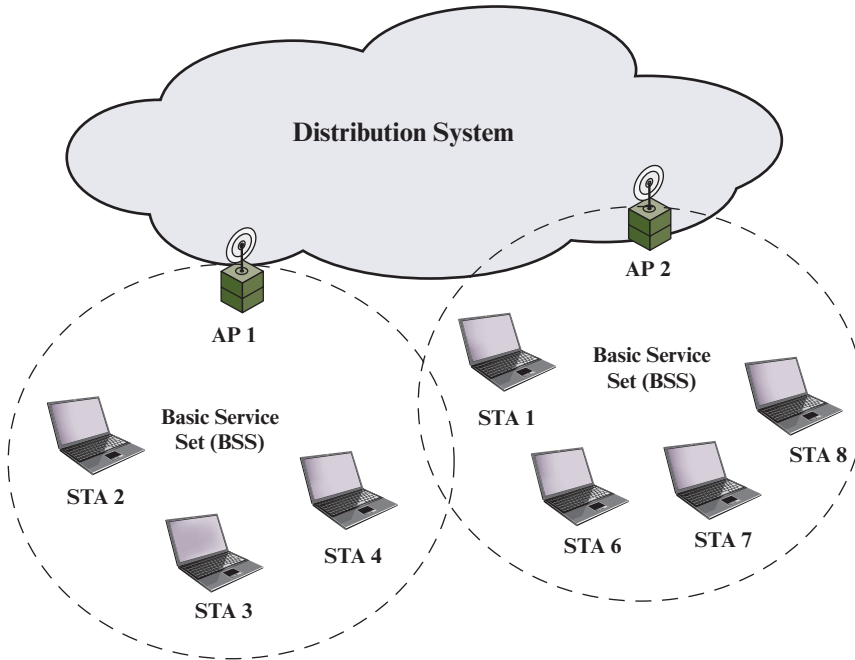 Distribution System
AP 2
AP 1
Basic Service
Set (BSS)
STA 1
STA 8
STA 6
STA 7
Basic Service
Set (BSS)
STA 2
STA 4
STA 3